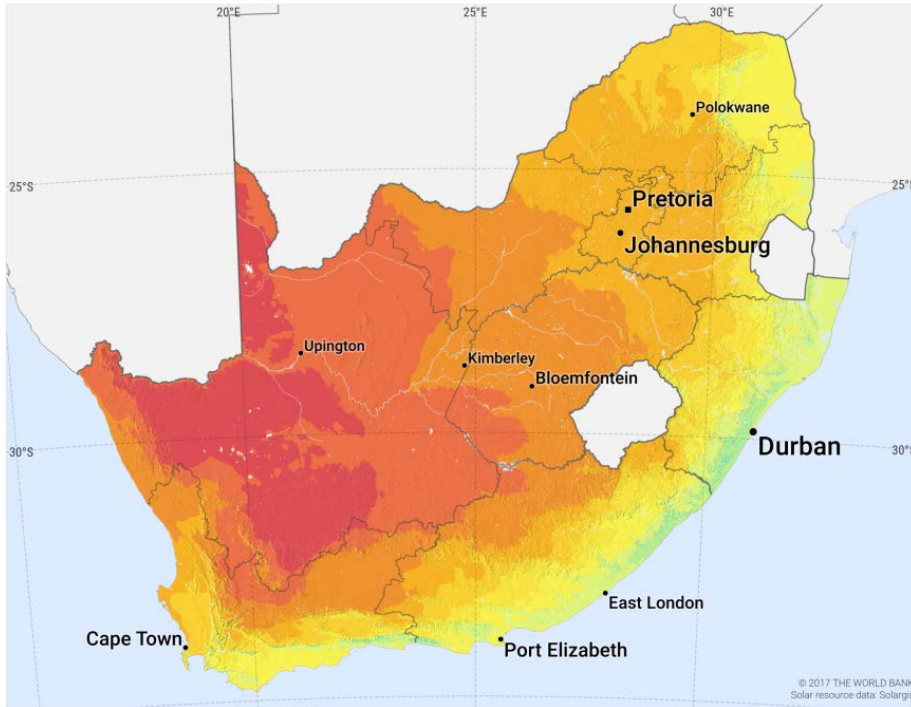 20°E
25°E
30°E
Polokwane
25°S
25°S
Pretoria
Johannesburg
Upington
Kimberley
Bloemfontein
Durban
30°S
30°S
East London
Cape Town
Port Elizabeth
© 2017 THE WORLD BANK
Solar resource data: Solargis